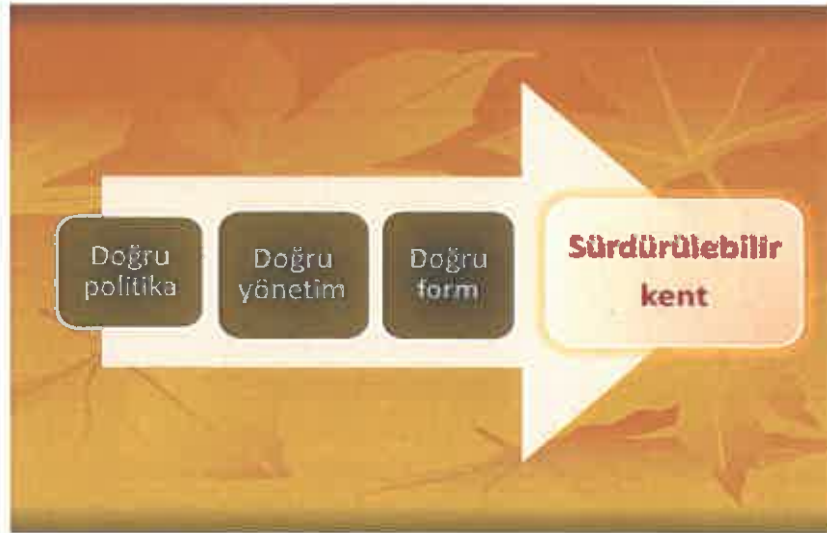 Doğru
politika
Doğru
yönetim
Doğru
form
Sürdürülebilir
kent